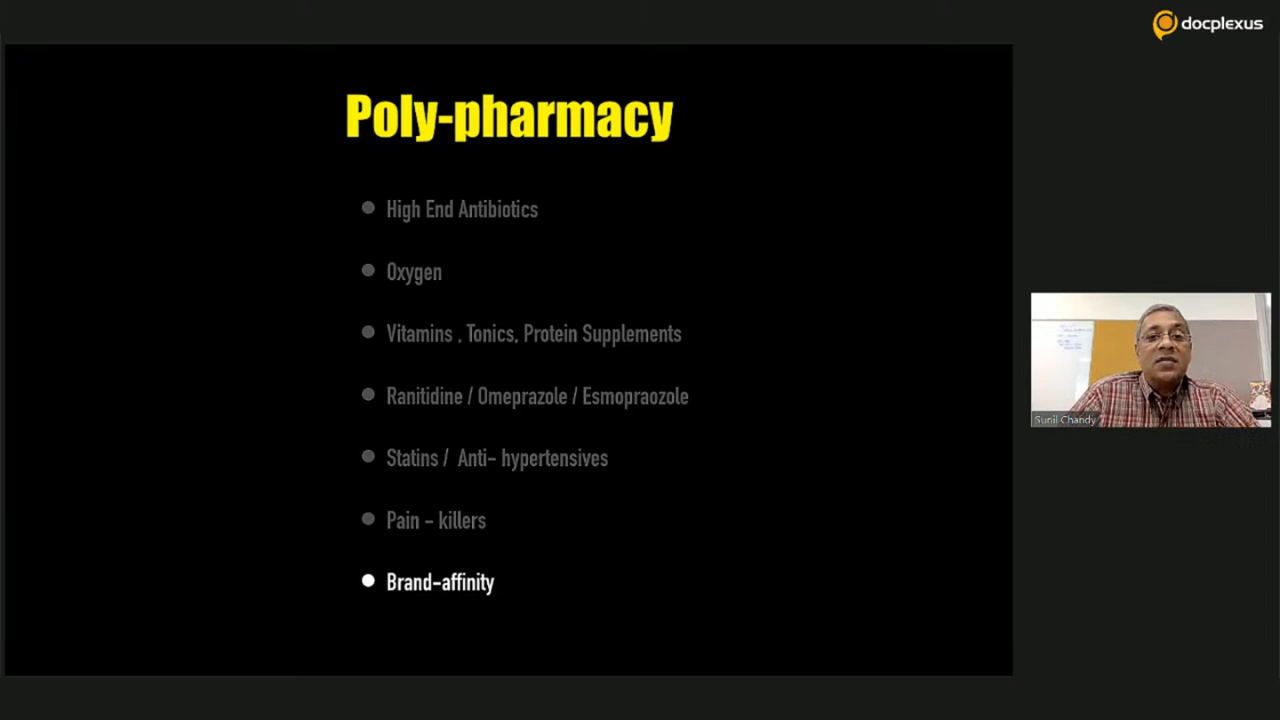 docplexus
Poly-pharmacy
High End Antibiotics
Oxygen
Vitamins , Tonics, Protein Supplements
Ranitidine / Omeprazole / Esmopraozole
Statins / Anti- hypertensives
Pain - killers
Brand-affinity
Sunil Chandy